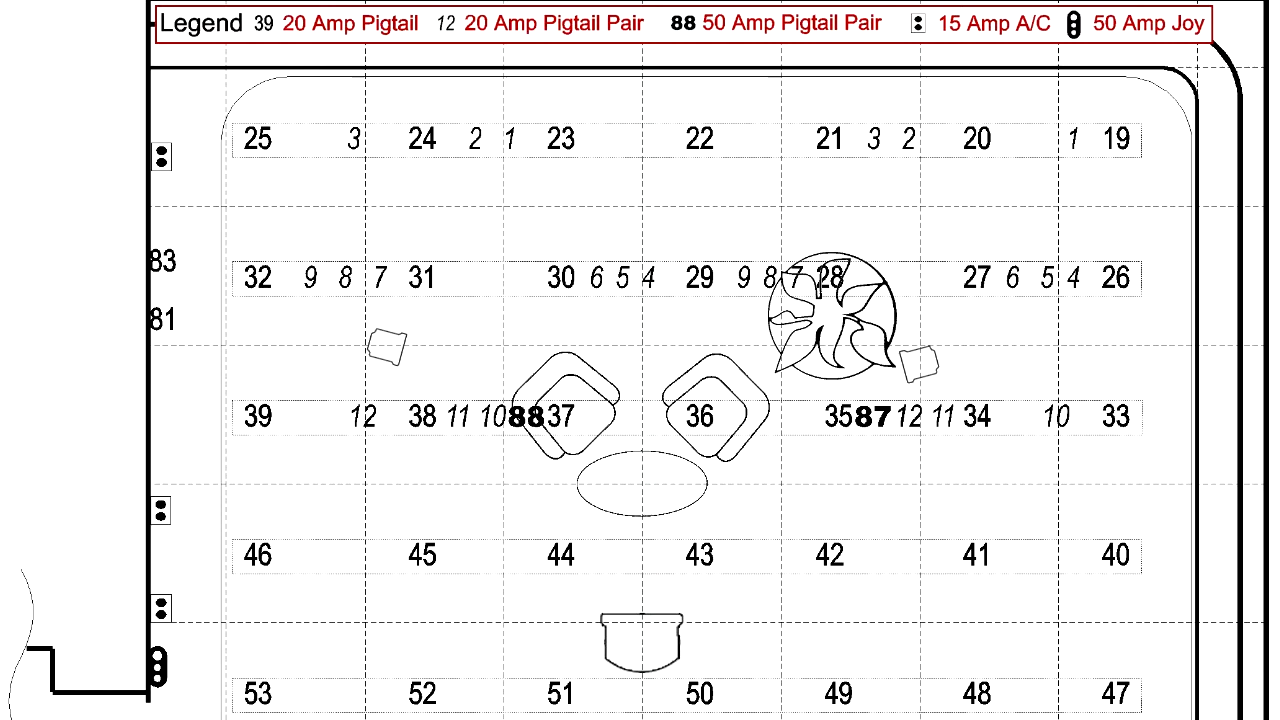 Legend 39 20 Amp Pigtail 12 20 Amp Pigtail Pair 88 50 Amp Pigtail Pair 15 Amp A/C 50 Amp Joy
25 3 24 2 1 23 22 21 3 2 20 1 19
83
32 9 8 7 31 30 6 5 4 29 9 8 7 28 27 6 5 4 26
81
39 12 38 11 10 88 37 36 35 87 12 11 34 10 33
46 45 44 43 42 41 40
53 52 51 50 49 48 47